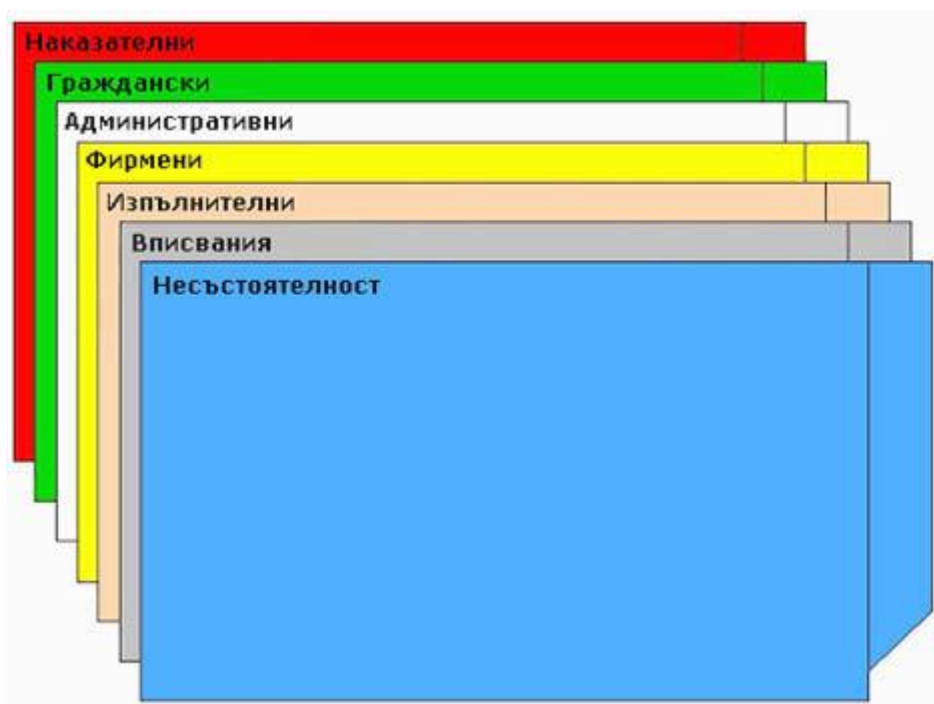 Наказателни
Граждански
Административни
Фирмени
Изпълнителни
Вписвания
Несъстоятелност